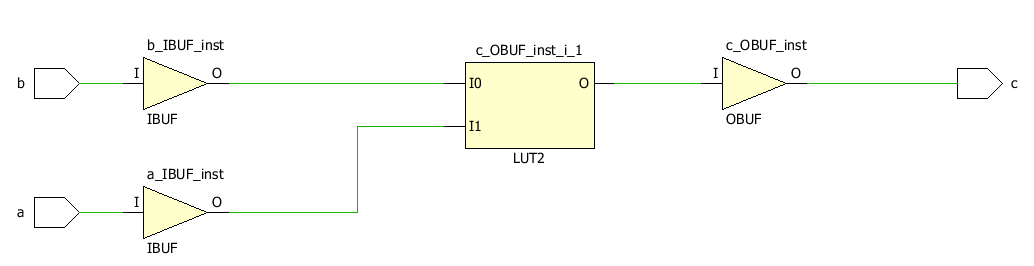 b_IBUF_inst
c_OBUF_inst_i_1
c_OBUF_inst
b
I
O
I0
O
I
O
c
IBUF
I1
OBUF
LUT2
a_IBUF_inst
a
I
O
IBUF